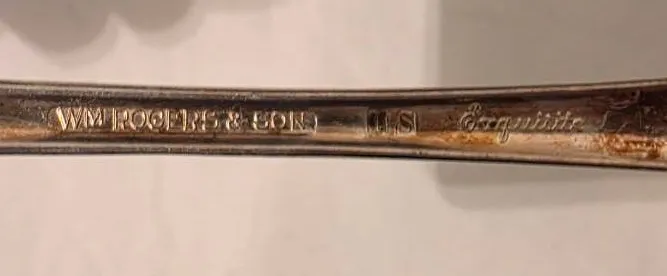 WM ROGERS & SON IS Exquisite